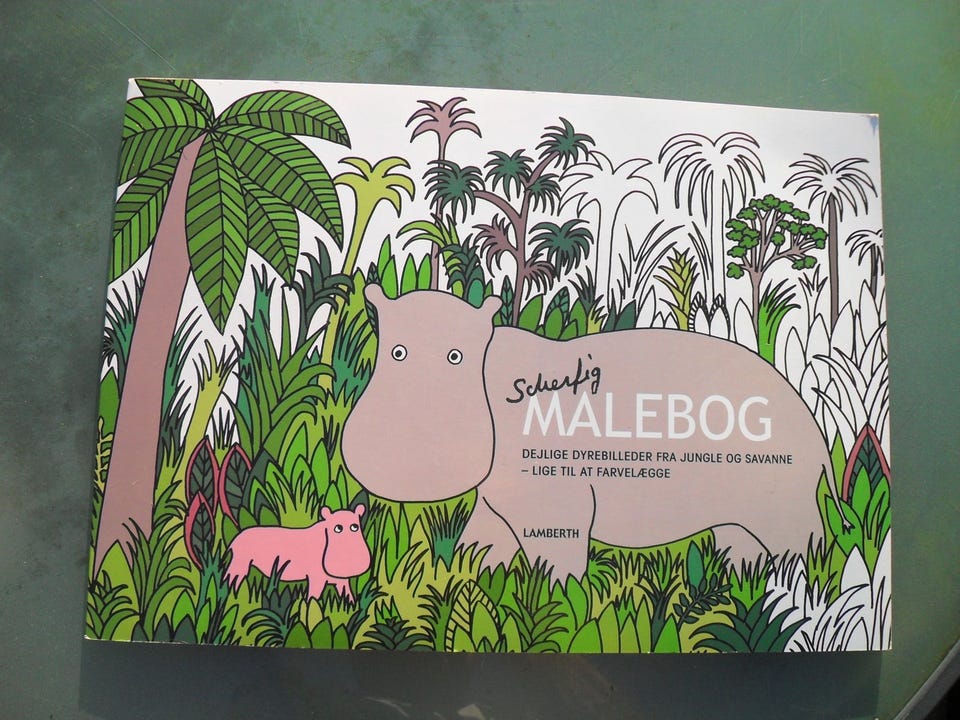 Scherfig
MALEBOG
DEJLIGE DYREBILLEDER FRA JUNGLE OG SAVANNE
– LIGE TIL AT FARVELÆGGE
LAMBERTH